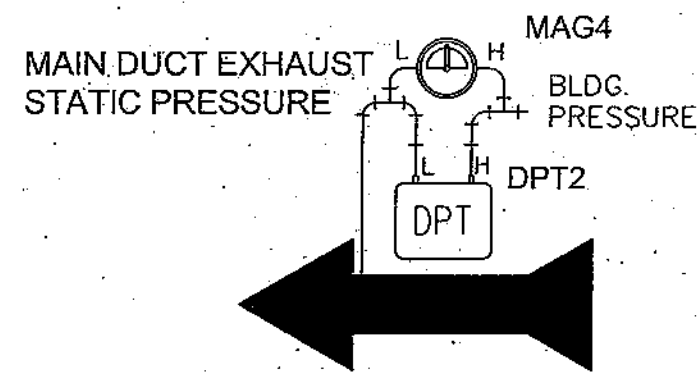 MAG4
L H
MAIN DUCT EXHAUST
STATIC PRESSURE
BLDG.
PRESSURE
L H
DPT2
DPT